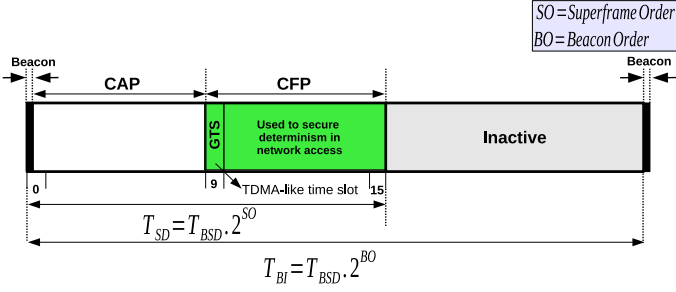 SO=Superframe Order
BO=Beacon Order
Beacon
Beacon
CAP
CFP
GTS
Used to secure
determinism in
network access
Inactive
0
9
TDMA-like time slot
15
T_SD=T_BSD.2^SO
T_BI=T_BSD.2^BO